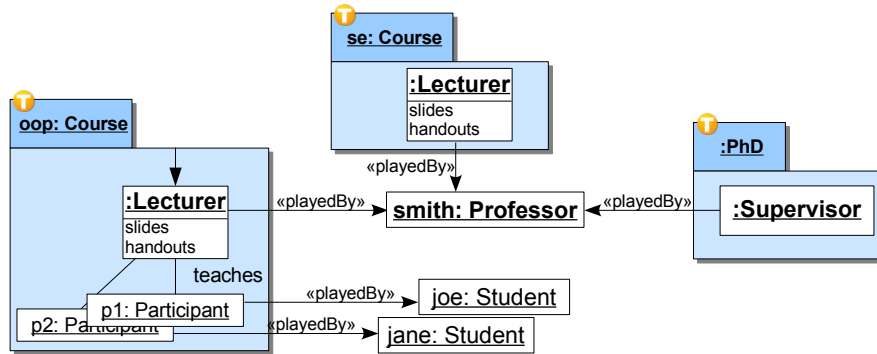 T
se: Course
:Lecturer
slides
handouts
«playedBy»
T
oop: Course
:Lecturer
slides
handouts
«playedBy»
smith: Professor
«playedBy»
T
:PhD
:Supervisor
teaches
p1: Participant
«playedBy»
joe: Student
p2: Participant
«playedBy»
jane: Student